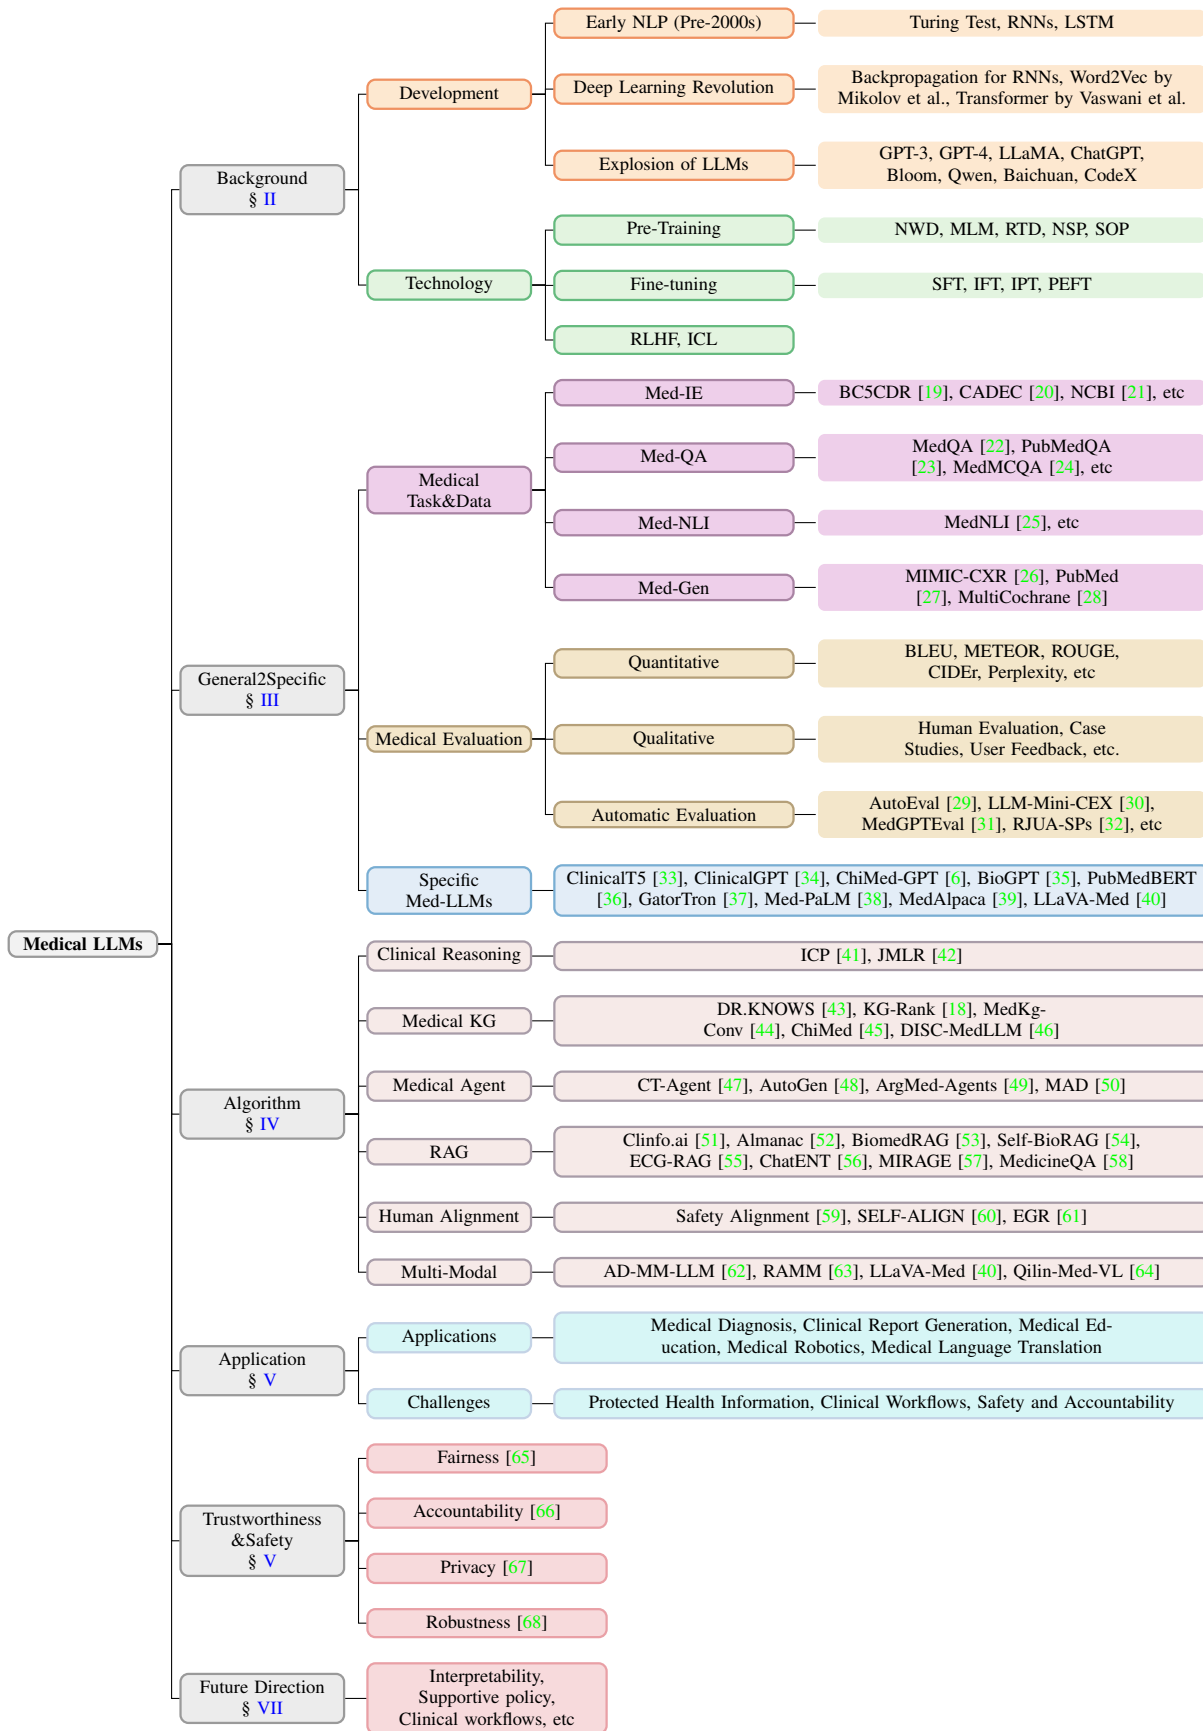 Medical LLMs
Background
§ II
Development
Early NLP (Pre-2000s)
Turing Test, RNNs, LSTM
Deep Learning Revolution
Backpropagation for RNNs, Word2Vec by
Mikolov et al., Transformer by Vaswani et al.
Explosion of LLMs
GPT-3, GPT-4, LLaMA, ChatGPT,
Bloom, Qwen, Baichuan, CodeX
Technology
Pre-Training
NWD, MLM, RTD, NSP, SOP
Fine-tuning
SFT, IFT, IPT, PEFT
RLHF, ICL
General2Specific
§ III
Medical
Task&Data
Med-IE
BC5CDR [19], CADEC [20], NCBI [21], etc
Med-QA
MedQA [22], PubMedQA
[23], MedMCQA [24], etc
Med-NLI
MedNLI [25], etc
Med-Gen
MIMIC-CXR [26], PubMed
[27], MultiCochrane [28]
Medical Evaluation
Quantitative
BLEU, METEOR, ROUGE,
CIDEr, Perplexity, etc
Qualitative
Human Evaluation, Case
Studies, User Feedback, etc.
Automatic Evaluation
AutoEval [29], LLM-Mini-CEX [30],
MedGPTEval [31], RJUA-SPs [32], etc
Specific
Med-LLMs
ClinicalT5 [33], ClinicalGPT [34], ChiMed-GPT [6], BioGPT [35], PubMedBERT
[36], GatorTron [37], Med-PaLM [38], MedAlpaca [39], LLaVA-Med [40]
Algorithm
§ IV
Clinical Reasoning
ICP [41], JMLR [42]
Medical KG
DR.KNOWS [43], KG-Rank [18], MedKg-
Conv [44], ChiMed [45], DISC-MedLLM [46]
Medical Agent
CT-Agent [47], AutoGen [48], ArgMed-Agents [49], MAD [50]
RAG
Clinfo.ai [51], Almanac [52], BiomedRAG [53], Self-BioRAG [54],
ECG-RAG [55], ChatENT [56], MIRAGE [57], MedicineQA [58]
Human Alignment
Safety Alignment [59], SELF-ALIGN [60], EGR [61]
Multi-Modal
AD-MM-LLM [62], RAMM [63], LLaVA-Med [40], Qilin-Med-VL [64]
Application
§ V
Applications
Medical Diagnosis, Clinical Report Generation, Medical Ed-
ucation, Medical Robotics, Medical Language Translation
Challenges
Protected Health Information, Clinical Workflows, Safety and Accountability
Trustworthiness
&Safety
§ V
Fairness [65]
Accountability [66]
Privacy [67]
Robustness [68]
Future Direction
§ VII
Interpretability,
Supportive policy,
Clinical workflows, etc